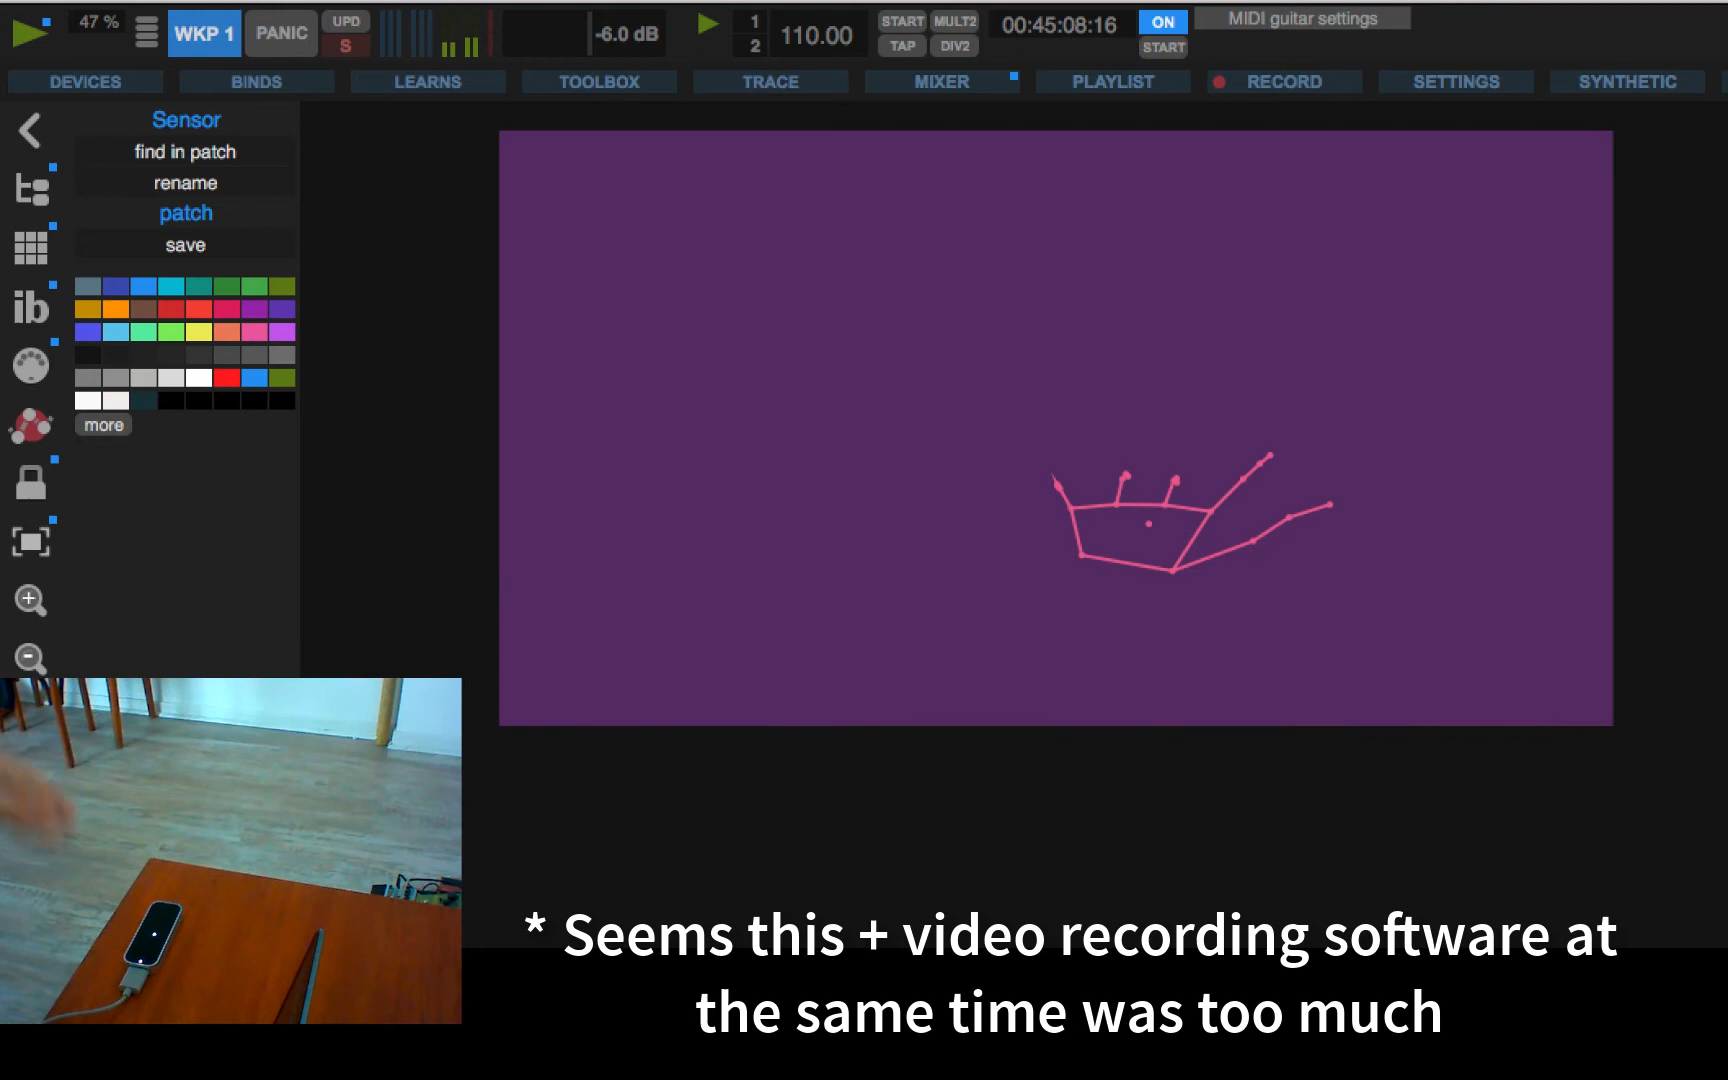 47 %
WKP 1
PANIC
UPD
S
-6.0 dB
1
2
110.00
START
MULT2
TAP
DIV2
00:45:08:16
ON
START
MIDI guitar settings
DEVICES
BINDS
LEARNS
TOOLBOX
TRACE
MIXER
PLAYLIST
RECORD
SETTINGS
SYNTHETIC
Sensor
find in patch
rename
patch
save
ib
more
* Seems this + video recording software at
the same time was too much